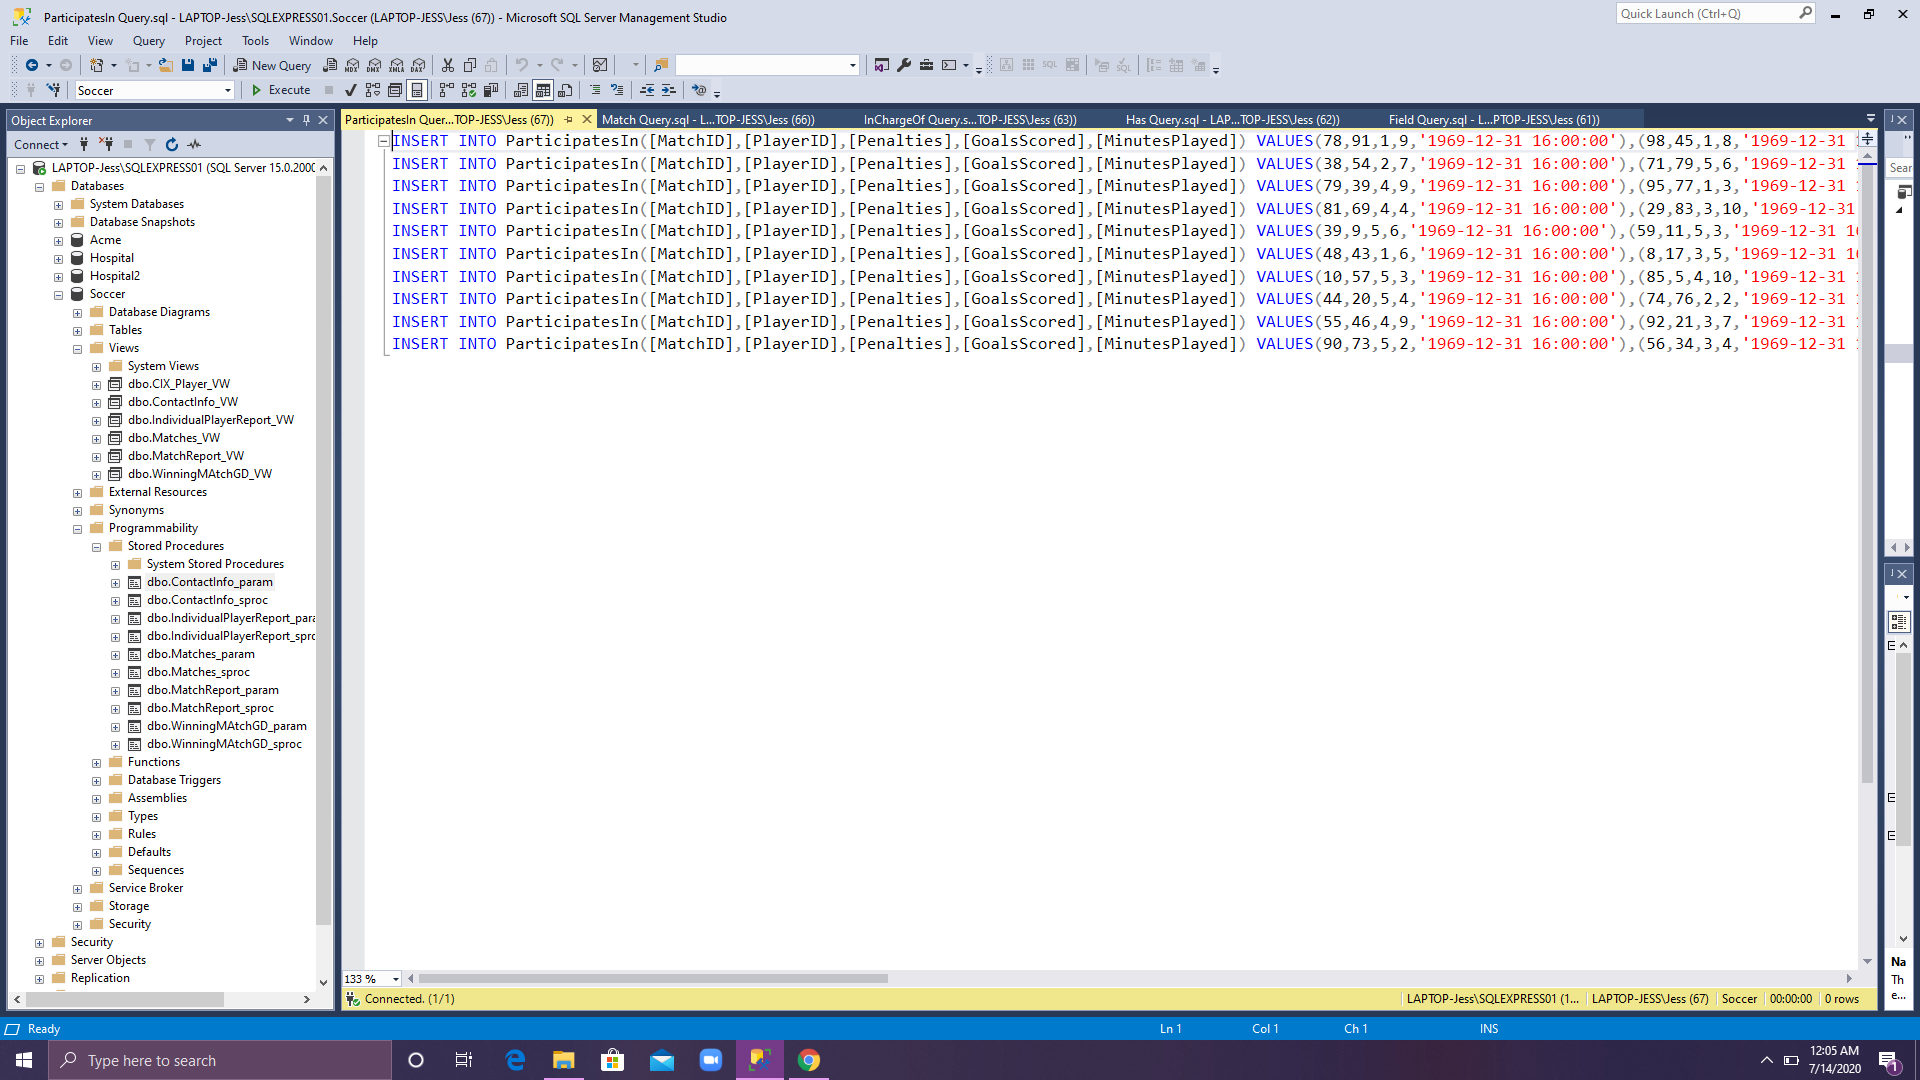 ParticipatesIn Query.sql - LAPTOP-Jess\SQLEXPRESS01.Soccer (LAPTOP-JESS\Jess (67)) - Microsoft SQL Server Management Studio
Quick Launch (Ctrl+Q)
File Edit View Query Project Tools Window Help
New Query MDX DMX XMLA DAX
Soccer Execute
Object Explorer
Connect
LAPTOP-Jess\SQLEXPRESS01 (SQL Server 15.0.2000
Databases
System Databases
Database Snapshots
Acme
Hospital
Hospital2
Soccer
Database Diagrams
Tables
Views
System Views
dbo.CIX_Player_VW
dbo.ContactInfo_VW
dbo.IndividualPlayerReport_VW
dbo.Matches_VW
dbo.MatchReport_VW
dbo.WinningMAtchGD_VW
External Resources
Synonyms
Programmability
Stored Procedures
System Stored Procedures
dbo.ContactInfo_param
dbo.ContactInfo_sproc
dbo.IndividualPlayerReport_para
dbo.IndividualPlayerReport_spro
dbo.Matches_param
dbo.Matches_sproc
dbo.MatchReport_param
dbo.MatchReport_sproc
dbo.WinningMAtchGD_param
dbo.WinningMAtchGD_sproc
Functions
Database Triggers
Assemblies
Types
Rules
Defaults
Sequences
Service Broker
Storage
Security
Security
Server Objects
Replication
ParticipatesIn Quer...TOP-JESS\Jess (67)) Match Query.sql - L...TOP-JESS\Jess (66)) InChargeOf Query.s...TOP-JESS\Jess (63)) Has Query.sql - LAP...TOP-JESS\Jess (62)) Field Query.sql - L...PTOP-JESS\Jess (61))
INSERT INTO ParticipatesIn([MatchID],[PlayerID],[Penalties],[GoalsScored],[MinutesPlayed]) VALUES(78,91,1,9,'1969-12-31 16:00:00'),(98,45,1,8,'1969-12-31
INSERT INTO ParticipatesIn([MatchID],[PlayerID],[Penalties],[GoalsScored],[MinutesPlayed]) VALUES(38,54,2,7,'1969-12-31 16:00:00'),(71,79,5,6,'1969-12-31
INSERT INTO ParticipatesIn([MatchID],[PlayerID],[Penalties],[GoalsScored],[MinutesPlayed]) VALUES(79,39,4,9,'1969-12-31 16:00:00'),(95,77,1,3,'1969-12-31
INSERT INTO ParticipatesIn([MatchID],[PlayerID],[Penalties],[GoalsScored],[MinutesPlayed]) VALUES(81,69,4,4,'1969-12-31 16:00:00'),(29,83,3,10,'1969-12-31
INSERT INTO ParticipatesIn([MatchID],[PlayerID],[Penalties],[GoalsScored],[MinutesPlayed]) VALUES(39,9,5,6,'1969-12-31 16:00:00'),(59,11,5,3,'1969-12-31 16
INSERT INTO ParticipatesIn([MatchID],[PlayerID],[Penalties],[GoalsScored],[MinutesPlayed]) VALUES(48,43,1,6,'1969-12-31 16:00:00'),(8,17,3,5,'1969-12-31 16
INSERT INTO ParticipatesIn([MatchID],[PlayerID],[Penalties],[GoalsScored],[MinutesPlayed]) VALUES(10,57,5,3,'1969-12-31 16:00:00'),(85,5,4,10,'1969-12-31
INSERT INTO ParticipatesIn([MatchID],[PlayerID],[Penalties],[GoalsScored],[MinutesPlayed]) VALUES(44,20,5,4,'1969-12-31 16:00:00'),(74,76,2,2,'1969-12-31
INSERT INTO ParticipatesIn([MatchID],[PlayerID],[Penalties],[GoalsScored],[MinutesPlayed]) VALUES(55,46,4,9,'1969-12-31 16:00:00'),(92,21,3,7,'1969-12-31
INSERT INTO ParticipatesIn([MatchID],[PlayerID],[Penalties],[GoalsScored],[MinutesPlayed]) VALUES(90,73,5,2,'1969-12-31 16:00:00'),(56,34,3,4,'1969-12-31
Sear
Na
Th
e...
133 %
Connected. (1/1) LAPTOP-Jess\SQLEXPRESS01 (1... LAPTOP-JESS\Jess (67) Soccer 00:00:00 0 rows
Ready Ln 1 Col 1 Ch 1 INS
Type here to search
12:05 AM
7/14/2020
1